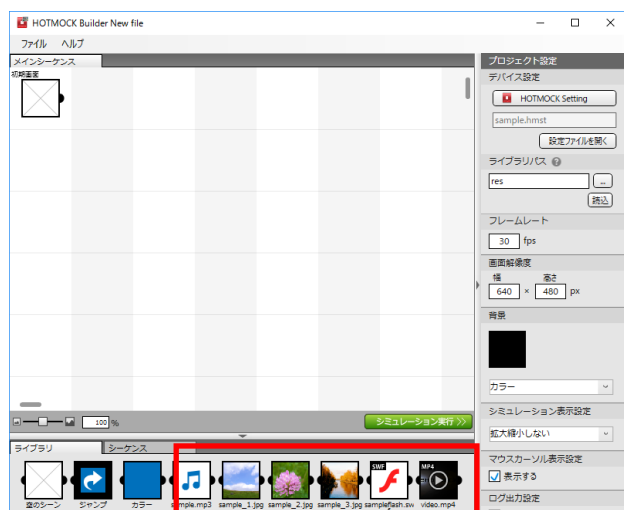 HOTMOCK Builder New file
ファイル ヘルプ
メインシーケンス
初期画面
100 %
シミュレーション実行 >>
ライブラリ シーケンス
空のシーン ジャンプ カラー sample.mp3 sample_1.jpg sample_2.jpg sample_3.jpg sampleflash.sw video.mp4
SWF
MP4
プロジェクト設定
デバイス設定
HOTMOCK Setting
sample.hmst
設定ファイルを開く
ライブラリパス ?
res ...
読込
フレームレート
30 fps
画面解像度
幅 高さ
640 × 480 px
背景
カラー
シミュレーション表示設定
拡大縮小しない
マウスカーソル表示設定
表示する
ログ出力設定